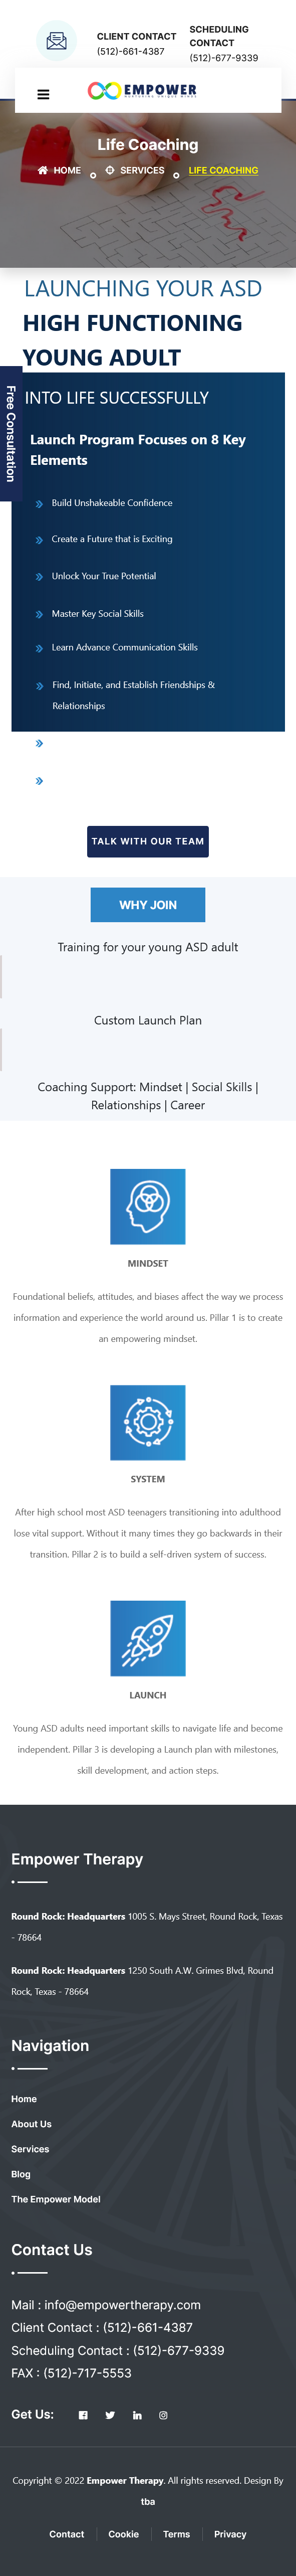 CLIENT CONTACT
(512)-661-4387
SCHEDULING
CONTACT
(512)-677-9339
EMPOWER
Life Coaching
HOME
SERVICES
LIFE COACHING
LAUNCHING YOUR ASD
HIGH FUNCTIONING
YOUNG ADULT
INTO LIFE SUCCESSFULLY
Free Consultation
Launch Program Focuses on 8 Key
Elements
Build Unshakeable Confidence
Create a Future that is Exciting
Unlock Your True Potential
Master Key Social Skills
Learn Advance Communication Skills
Find, Initiate, and Establish Friendships &
Relationships
TALK WITH OUR TEAM
WHY JOIN
Training for your young ASD adult
Custom Launch Plan
Coaching Support: Mindset | Social Skills |
Relationships | Career
MINDSET
Foundational beliefs, attitudes, and biases affect the way we process
information and experience the world around us. Pillar 1 is to create
an empowering mindset.
SYSTEM
After high school most ASD teenagers transitioning into adulthood
lose vital support. Without it many times they go backwards in their
transition. Pillar 2 is to build a self-driven system of success.
LAUNCH
Young ASD adults need important skills to navigate life and become
independent. Pillar 3 is developing a Launch plan with milestones,
skill development, and action steps.
Empower Therapy
Round Rock: Headquarters 1005 S. Mays Street, Round Rock, Texas
- 78664
Round Rock: Headquarters 1250 South A.W. Grimes Blvd, Round
Rock, Texas - 78664
Navigation
Home
About Us
Services
Blog
The Empower Model
Contact Us
Mail : info@empowertherapy.com
Client Contact : (512)-661-4387
Scheduling Contact : (512)-677-9339
FAX : (512)-717-5553
Get Us:
Copyright © 2022 Empower Therapy. All rights reserved. Design By
tba
Contact
Cookie
Terms
Privacy